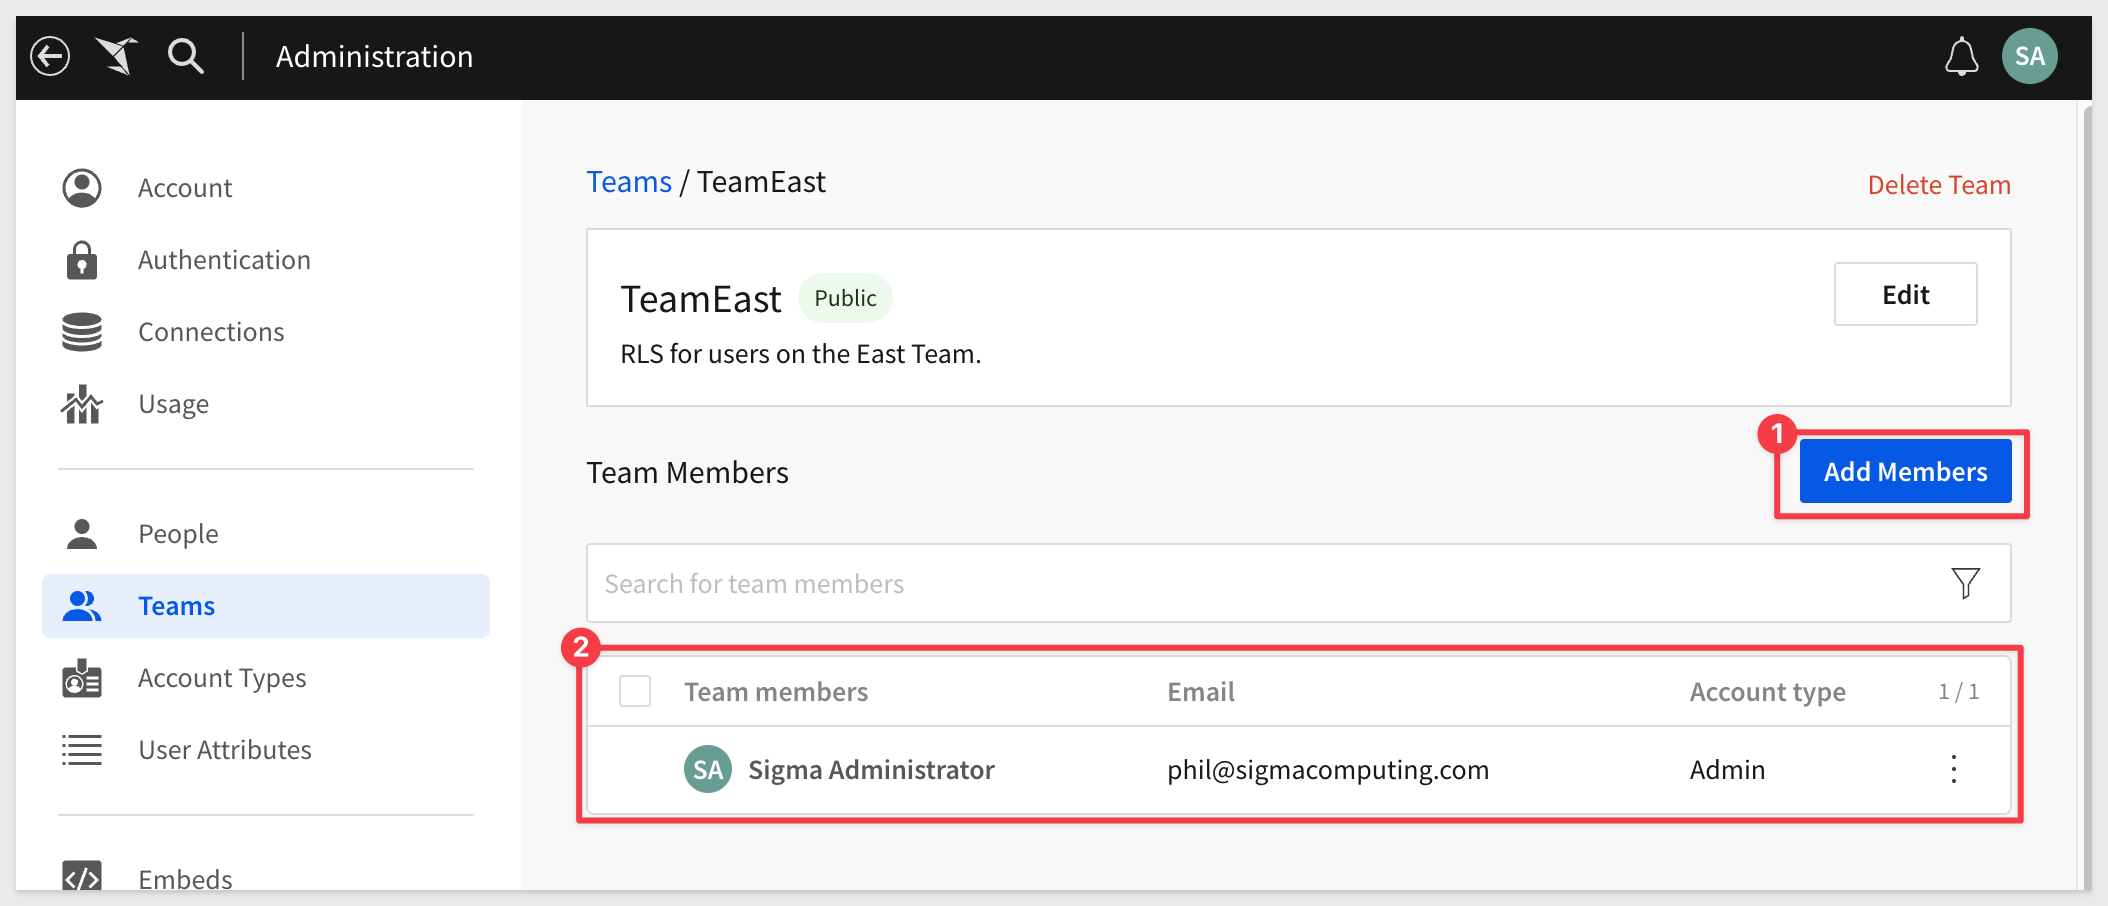 Administration
SA
Account
Authentication
Connections
Usage
People
Teams
Account Types
User Attributes
Embeds
Teams / TeamEast
Delete Team
TeamEast Public
Edit
RLS for users on the East Team.
1
Team Members
Add Members
Search for team members
2
Team members Email Account type 1 / 1
SA Sigma Administrator phil@sigmacomputing.com Admin